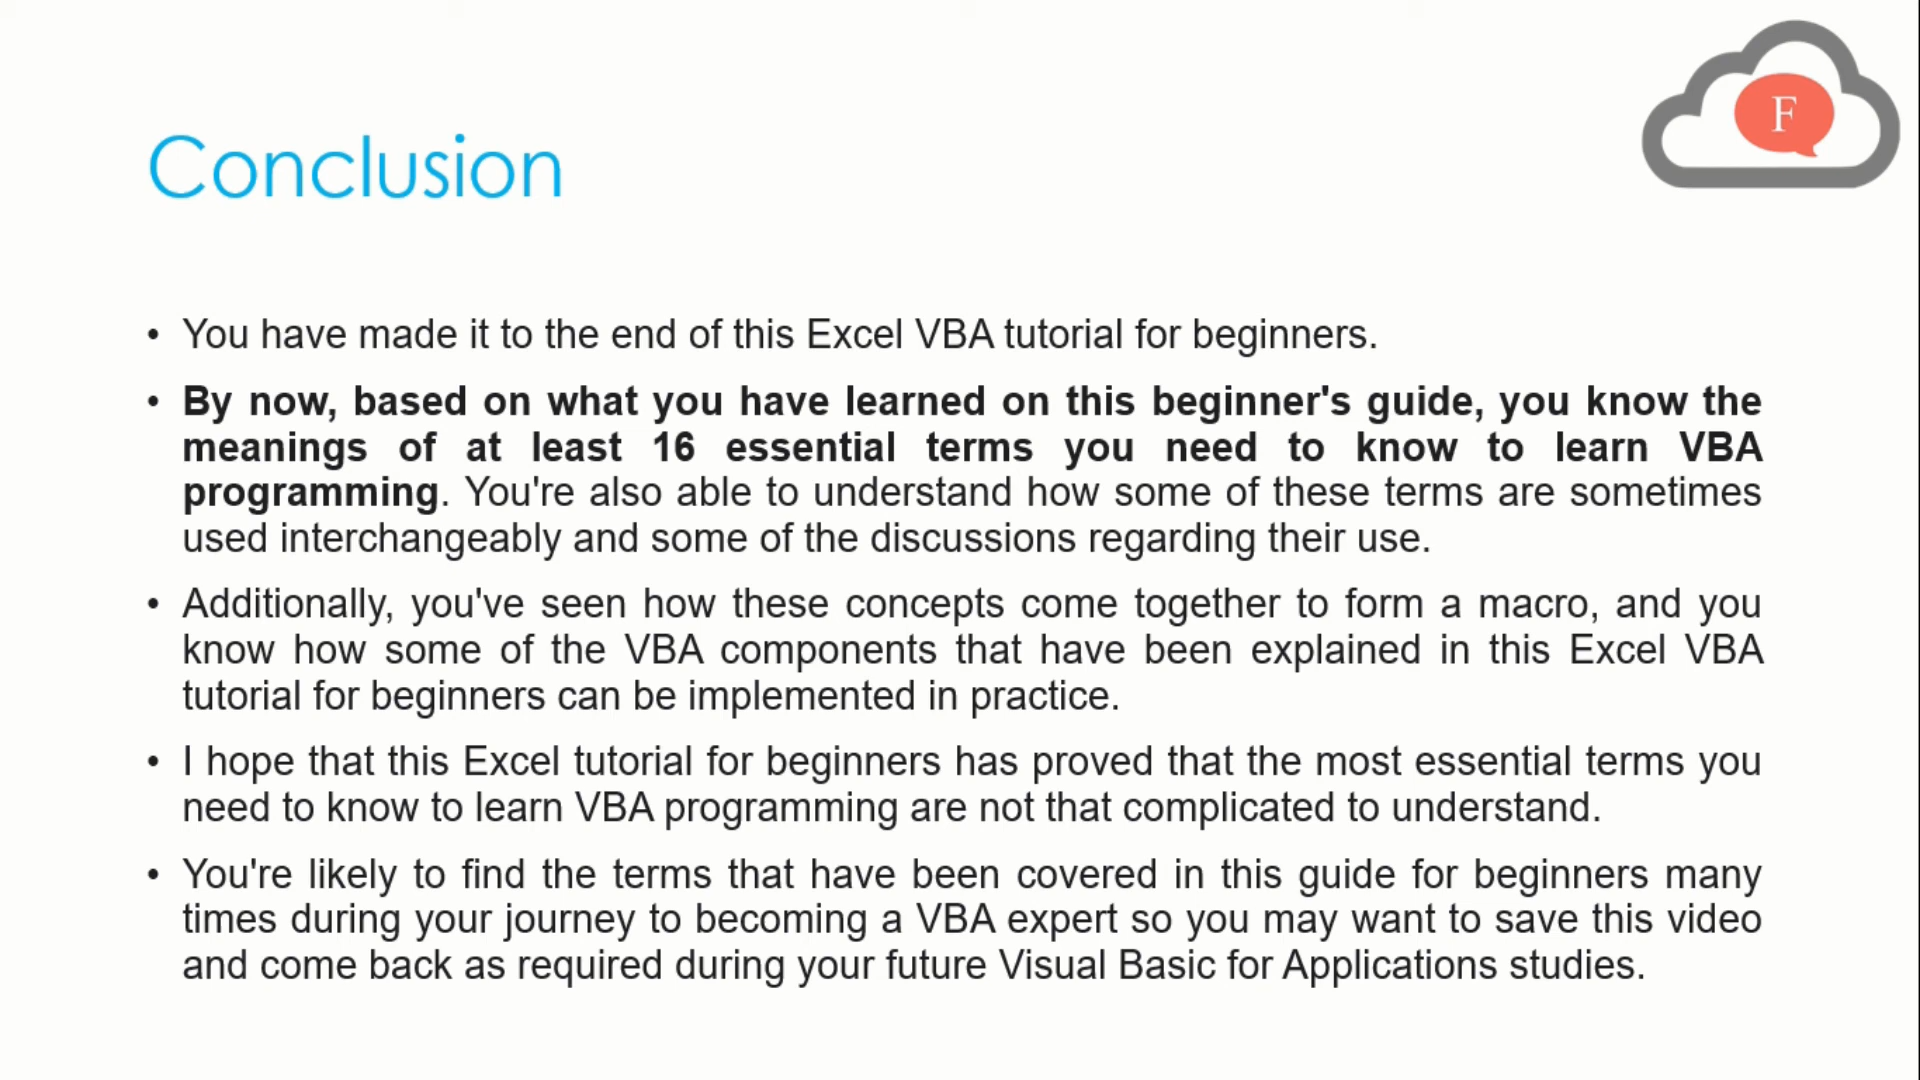 F
Conclusion
• You have made it to the end of this Excel VBA tutorial for beginners.
• By now, based on what you have learned on this beginner's guide, you know the
meanings of at least 16 essential terms you need to know to learn VBA
programming. You're also able to understand how some of these terms are sometimes
used interchangeably and some of the discussions regarding their use.
• Additionally, you've seen how these concepts come together to form a macro, and you
know how some of the VBA components that have been explained in this Excel VBA
tutorial for beginners can be implemented in practice.
• I hope that this Excel tutorial for beginners has proved that the most essential terms you
need to know to learn VBA programming are not that complicated to understand.
• You're likely to find the terms that have been covered in this guide for beginners many
times during your journey to becoming a VBA expert so you may want to save this video
and come back as required during your future Visual Basic for Applications studies.